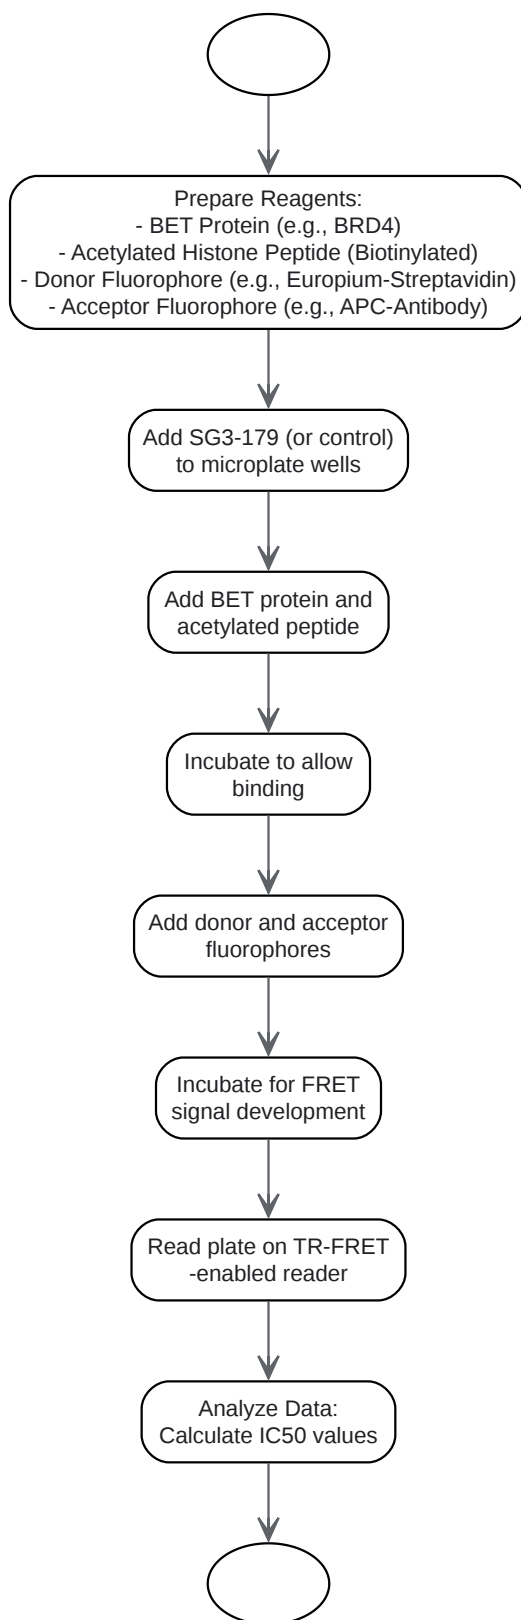 Prepare Reagents:
- BET Protein (e.g., BRD4)
- Acetylated Histone Peptide (Biotinylated)
- Donor Fluorophore (e.g., Europium-Streptavidin)
- Acceptor Fluorophore (e.g., APC-Antibody)
Add SG3-179 (or control)
to microplate wells
Add BET protein and
acetylated peptide
Incubate to allow
binding
Add donor and acceptor
fluorophores
Incubate for FRET
signal development
Read plate on TR-FRET
-enabled reader
Analyze Data:
Calculate IC50 values